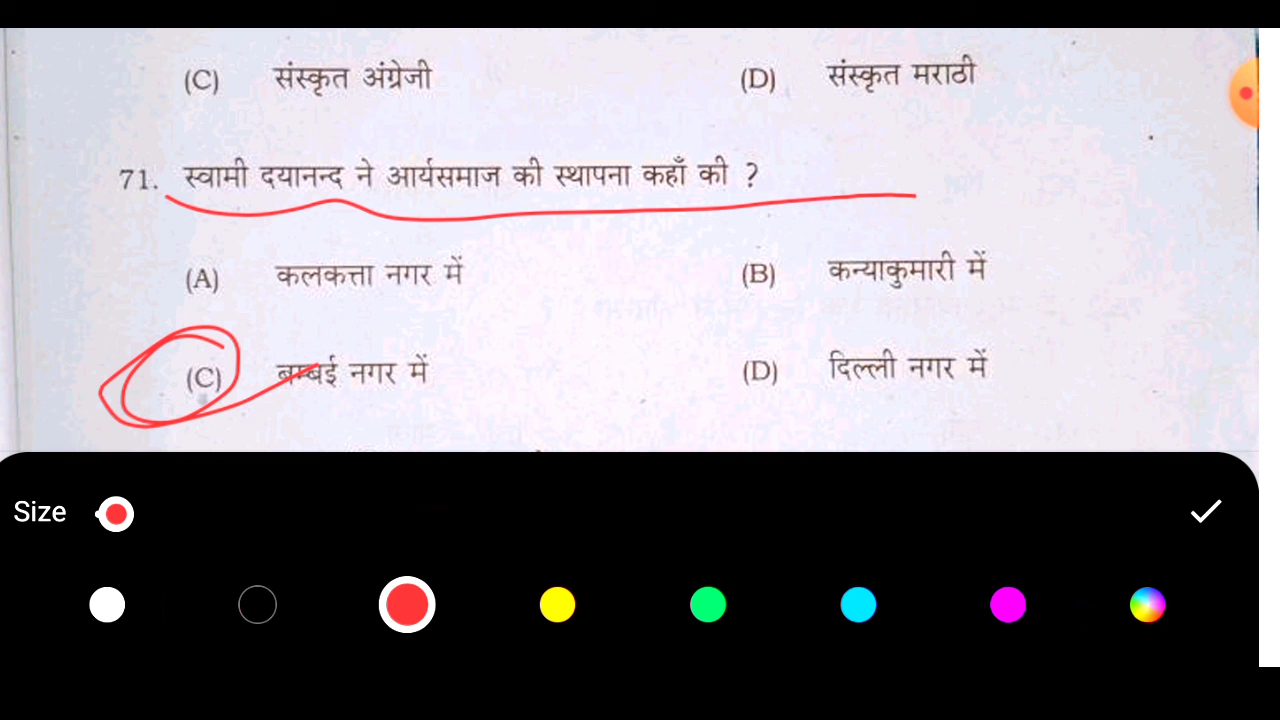 (C) संस्कृत अंग्रेजी (D) संस्कृत मराठी
71. स्वामी दयानन्द ने आर्यसमाज की स्थापना कहाँ की ?
(A) कलकत्ता नगर में (B) कन्याकुमारी में
(C) बम्बई नगर में (D) दिल्ली नगर में
Size